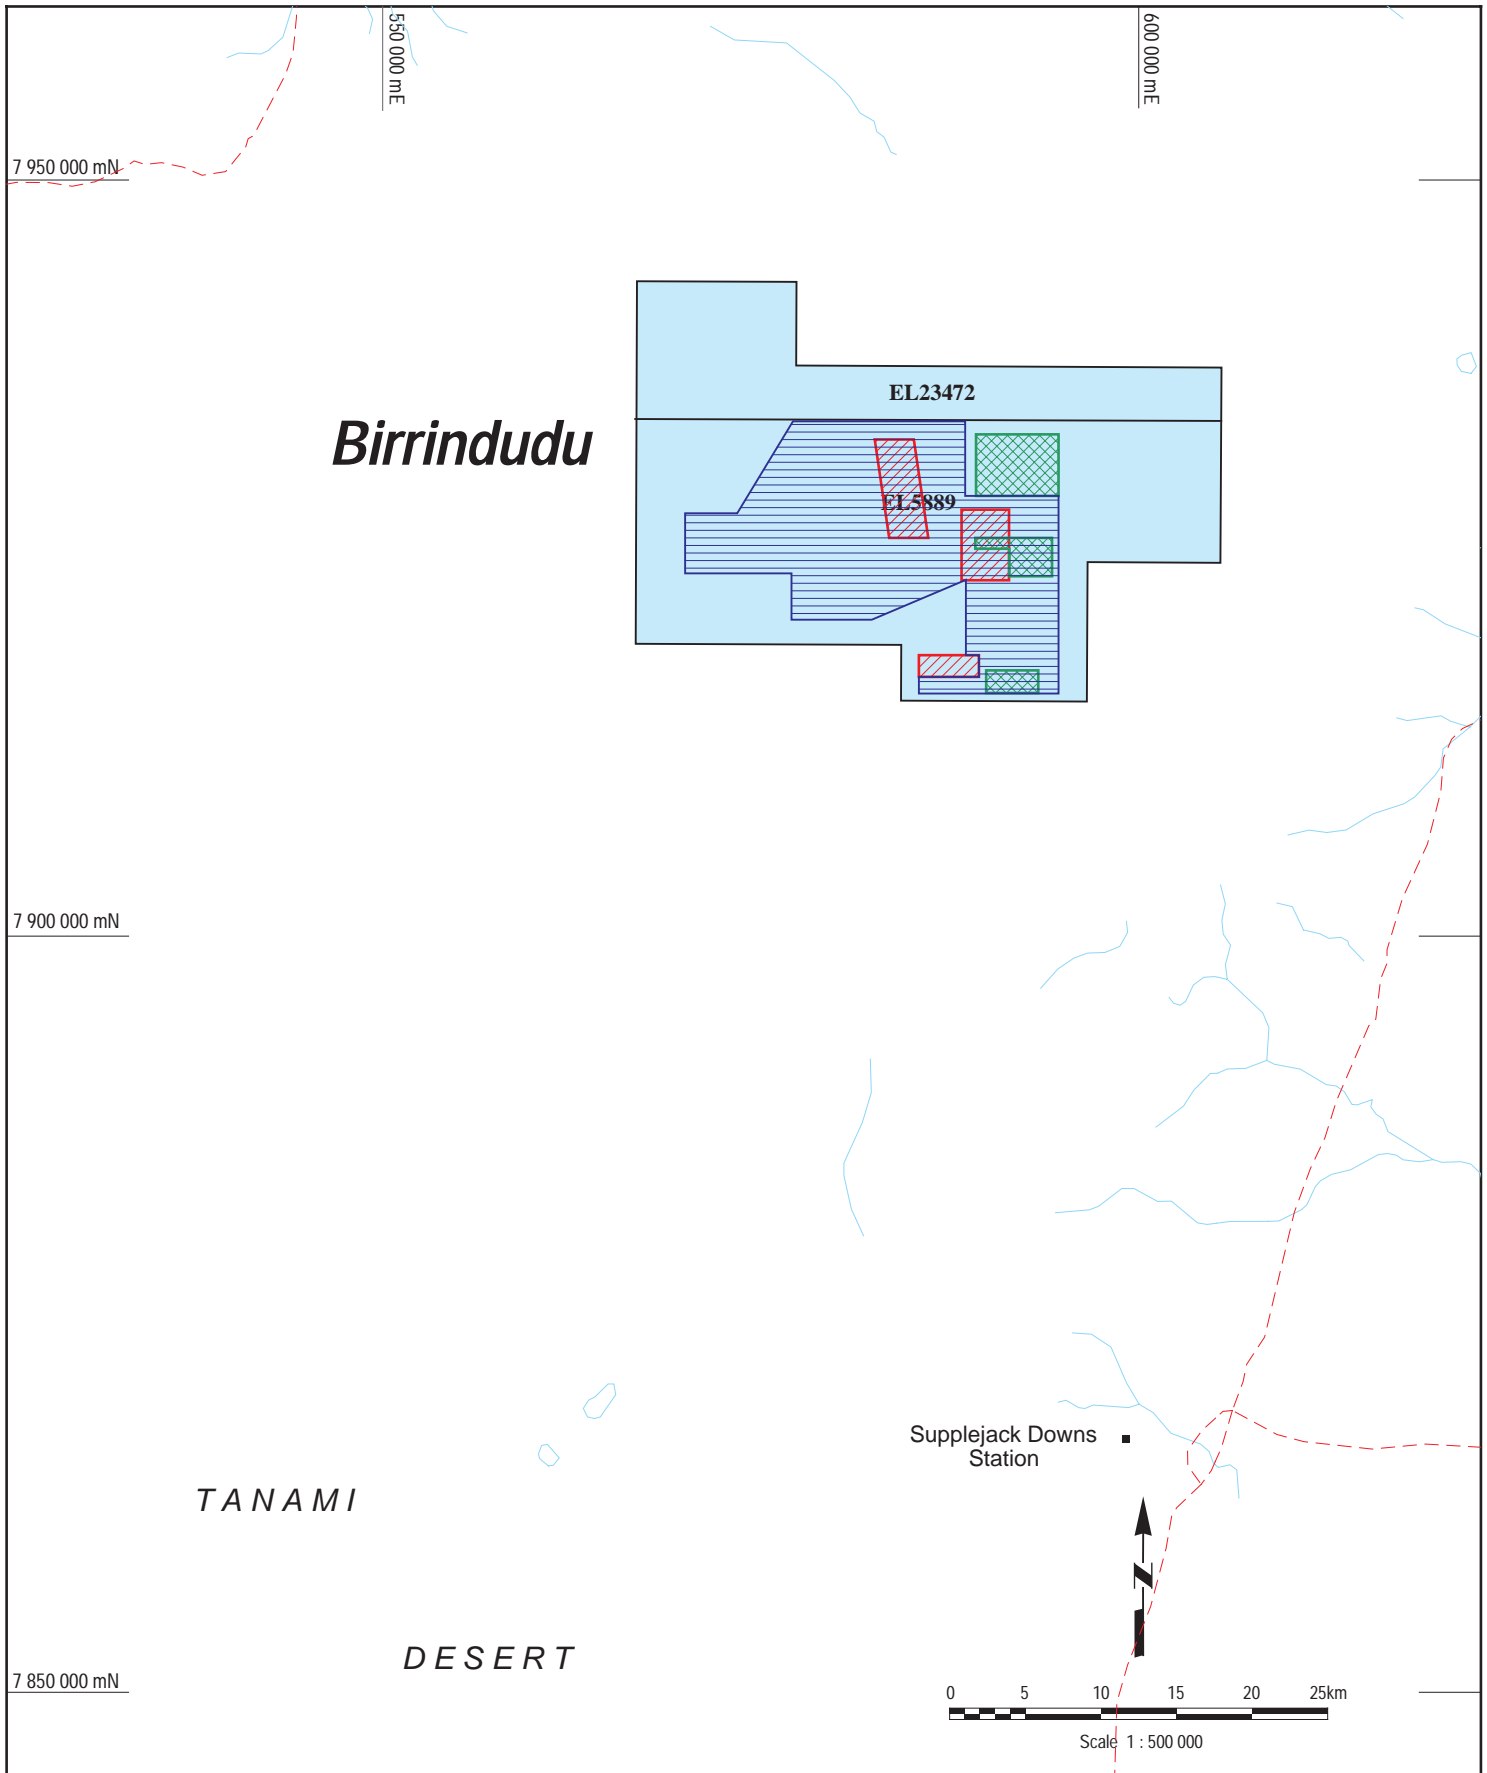 550 000 mE
600 000 mE
7 950 000 mN
EL23472
Birrindudu
EL5889
7 900 000 mN
Supplejack Downs
Station
TANAMI
N
DESERT
7 850 000 mN
0 5 10 15 20 25km
Scale 1 : 500 000